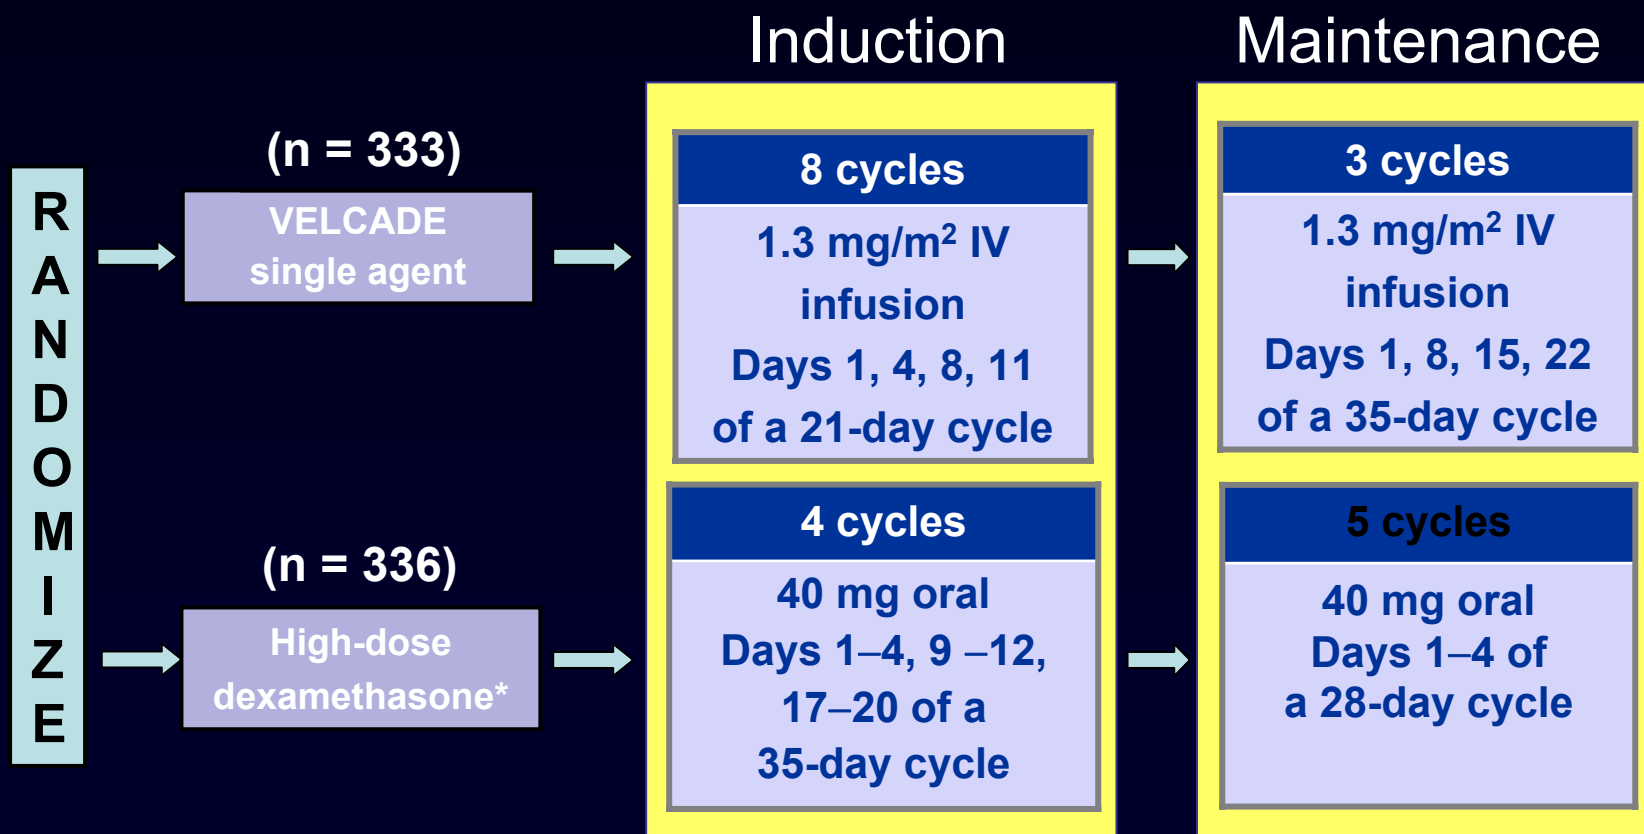 Induction
Maintenance
RANDOMIZE
(n = 333)
VELCADE
single agent
8 cycles
1.3 mg/m² IV
infusion
Days 1, 4, 8, 11
of a 21-day cycle
3 cycles
1.3 mg/m² IV
infusion
Days 1, 8, 15, 22
of a 35-day cycle
(n = 336)
High-dose
dexamethasone*
4 cycles
40 mg oral
Days 1–4, 9 –12,
17–20 of a
35-day cycle
5 cycles
40 mg oral
Days 1–4 of
a 28-day cycle